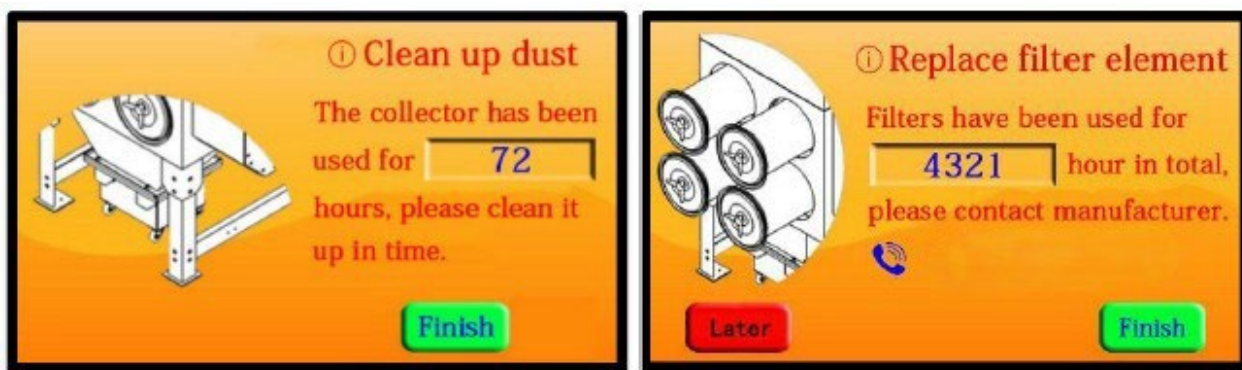 ⓘ Clean up dust
The collector has been
used for 72
hours, please clean it
up in time.
Finish
ⓘ Replace filter element
Filters have been used for
4321 hour in total,
please contact manufacturer.
Later
Finish